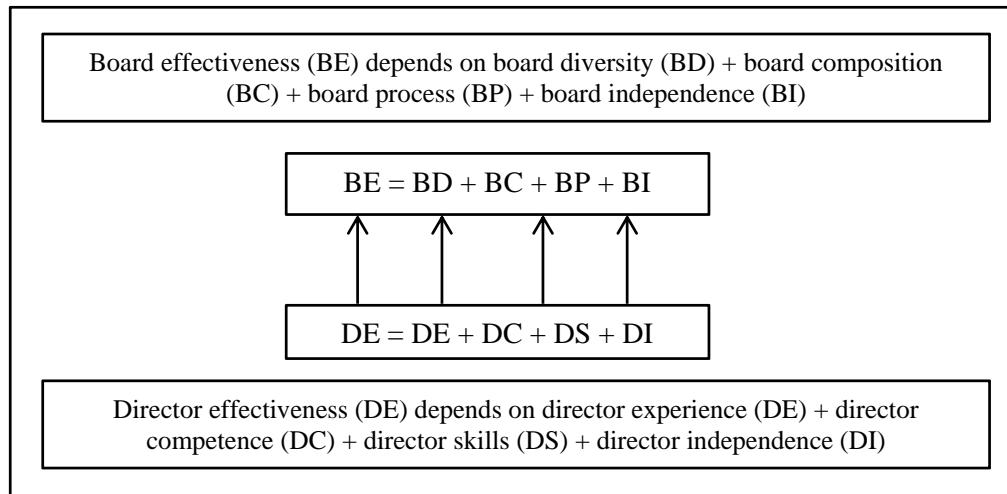 Board effectiveness (BE) depends on board diversity (BD) + board composition
(BC) + board process (BP) + board independence (BI)
BE = BD + BC + BP + BI
DE = DE + DC + DS + DI
Director effectiveness (DE) depends on director experience (DE) + director
competence (DC) + director skills (DS) + director independence (DI)